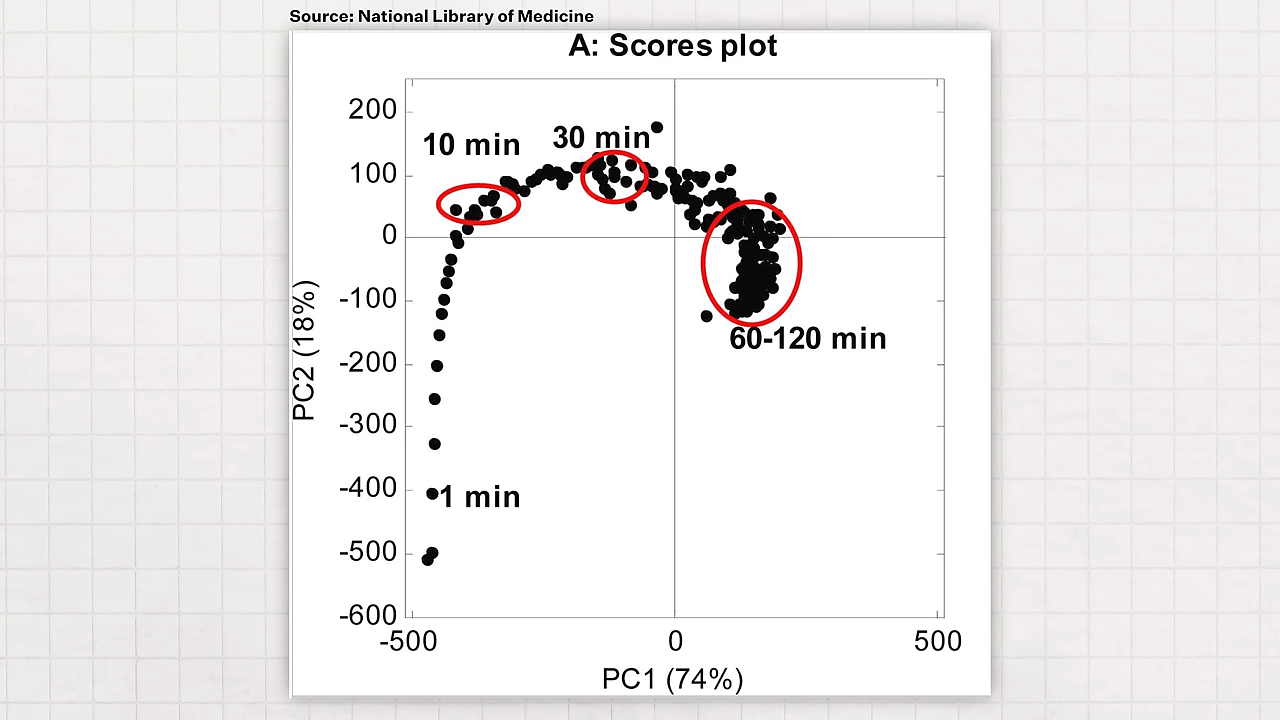 Source: National Library of Medicine
A: Scores plot
200
10 min
30 min
100
0
-100
60-120 min
PC2 (18%)
-200
-300
-400
1 min
-500
-600
-500
0
500
PC1 (74%)